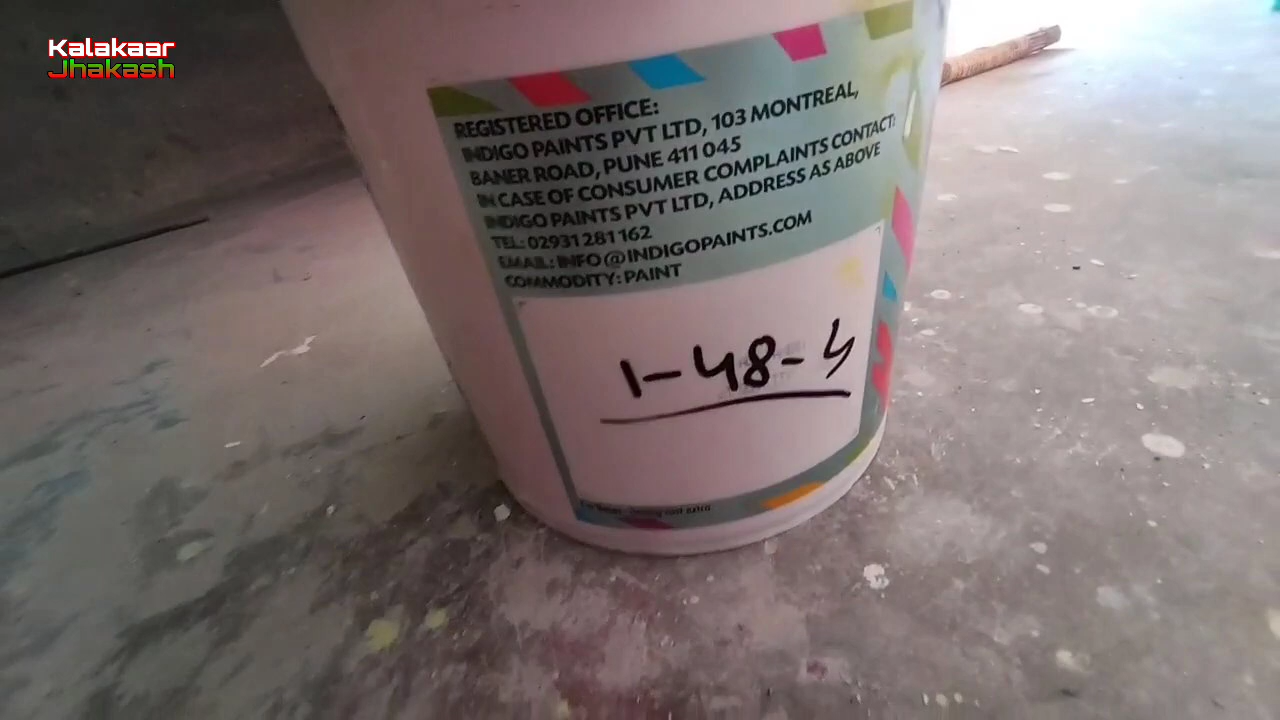 Kalakaar
Jhakash
REGISTERED OFFICE:
INDIGO PAINTS PVT LTD, 103 MONTREAL,
BANER ROAD, PUNE 411 045
IN CASE OF CONSUMER COMPLAINTS CONTACT:
INDIGO PAINTS PVT LTD, ADDRESS AS ABOVE
TEL: 02931 281 162
EMAIL: INFO@INDIGOPAINTS.COM
COMMODITY: PAINT
1-48-4
cost extra